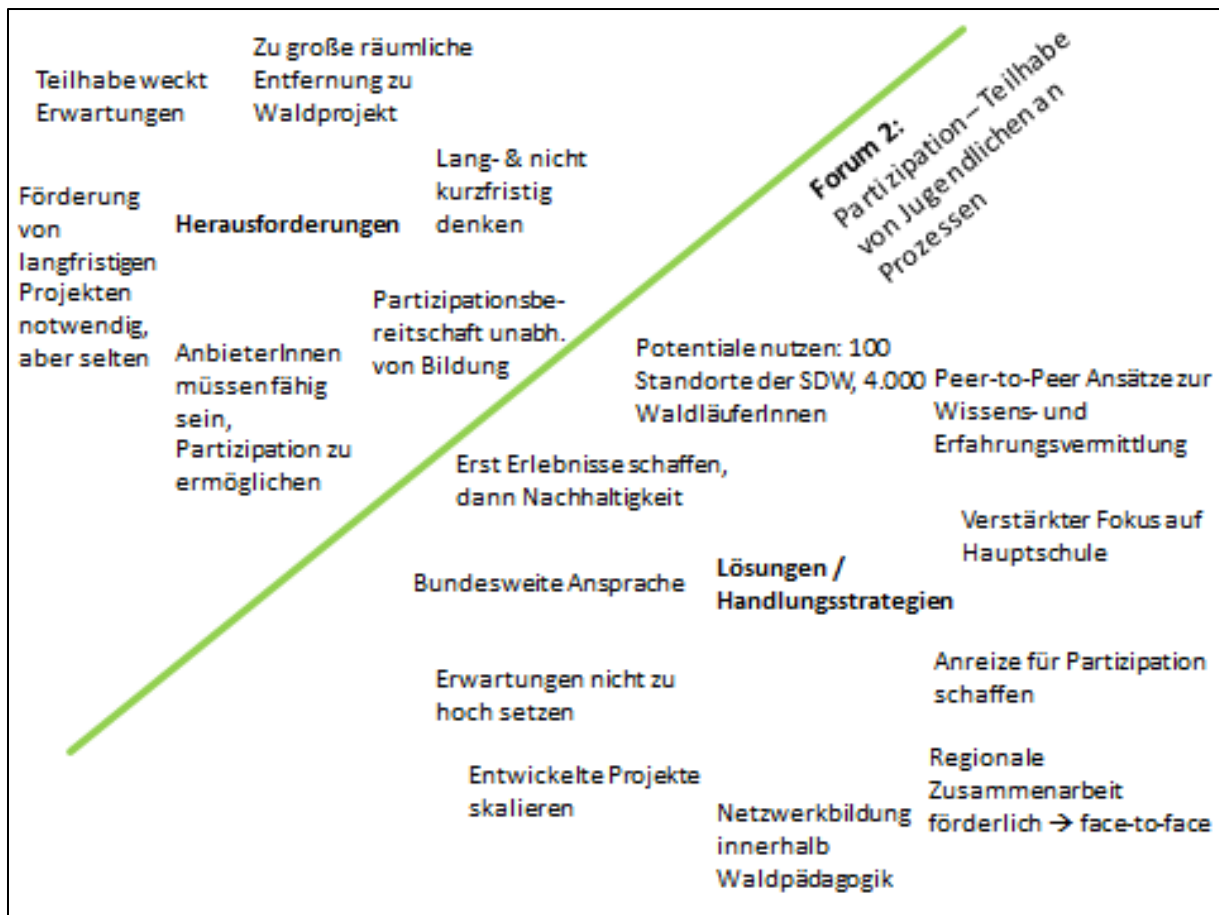 Teilhabe weckt
Erwartungen
Zu große räumliche
Entfernung zu
Waldprojekt
Lang- & nicht
kurzfristig
denken
Förderung
von
langfristigen
Projekten
notwendig,
aber selten
Herausforderungen
Partizipationsbe-
reitschaft unabh.
von Bildung
AnbieterInnen
müssen fähig
sein,
Partizipation zu
ermöglichen
Forum 2:
Partizipation – Teilhabe
von Jugendlichen an
Prozessen
Potentiale nutzen: 100
Standorte der SDW, 4.000
WaldläuferInnen
Peer-to-Peer Ansätze zur
Wissens- und
Erfahrungsvermittlung
Erst Erlebnisse schaffen,
dann Nachhaltigkeit
Verstärkter Fokus auf
Hauptschule
Bundesweite Ansprache
Lösungen /
Handlungsstrategien
Erwartungen nicht zu
hoch setzen
Anreize für Partizipation
schaffen
Entwickelte Projekte
skalieren
Netzwerkbildung
innerhalb
Waldpädagogik
Regionale
Zusammenarbeit
förderlich → face-to-face